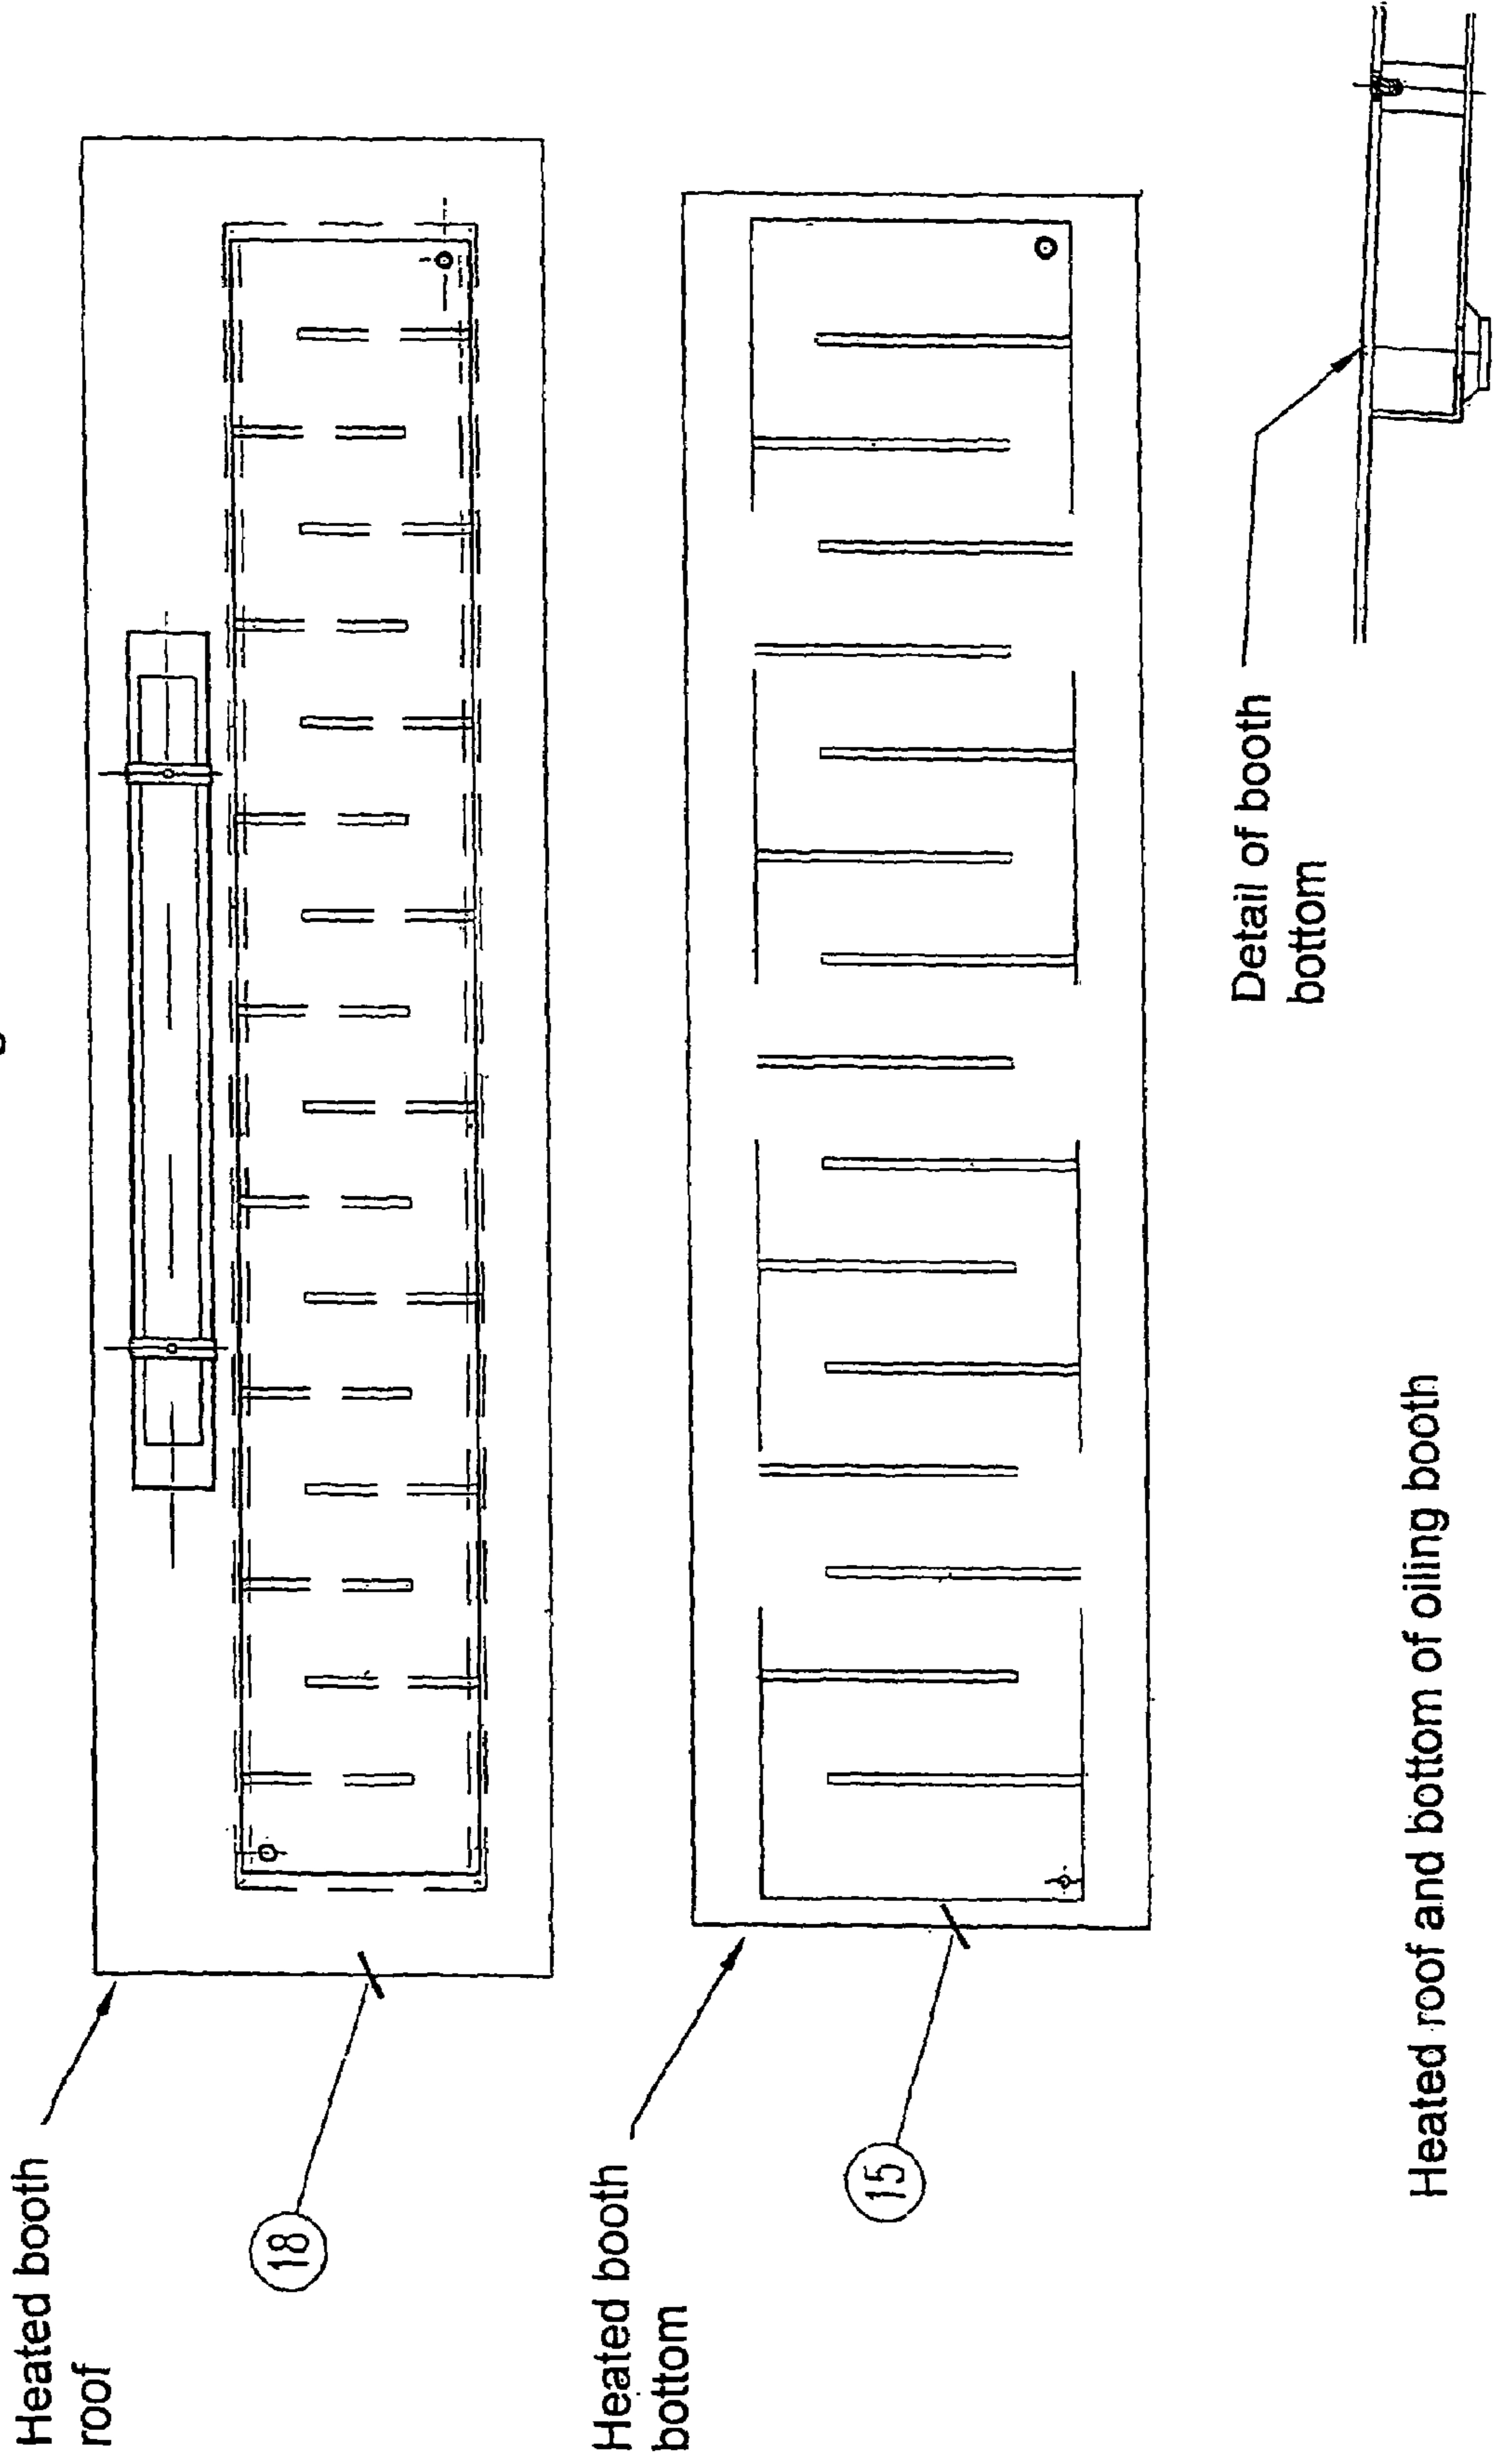 Heated booth
roof
18
Heated booth
bottom
15
Detail of booth
bottom
Heated roof and bottom of oiling booth